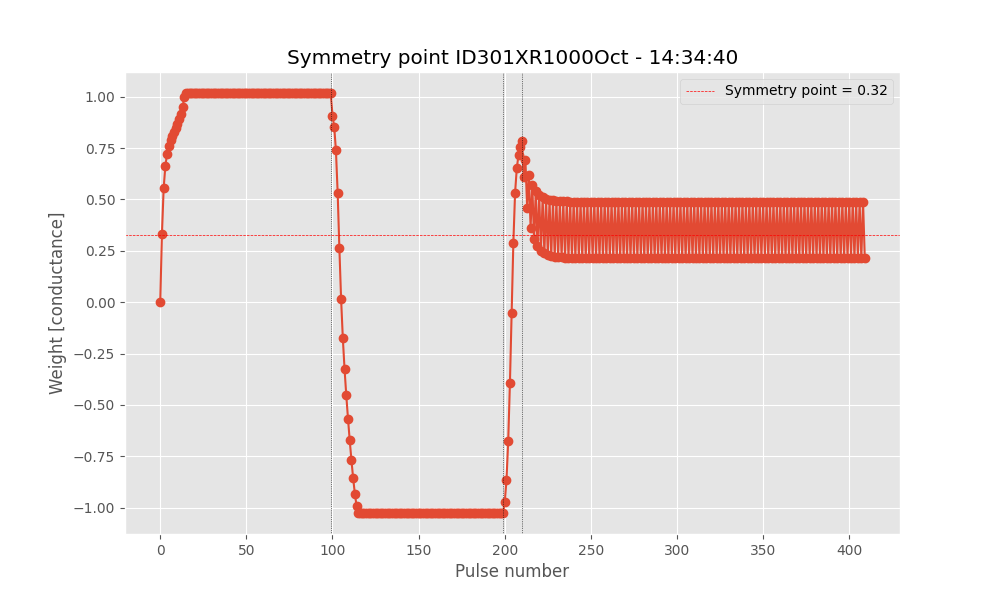 Symmetry point ID301XR1000Oct - 14:34:40
Symmetry point = 0.32
Weight [conductance]
1.00
0.75
0.50
0.25
0.00
−0.25
−0.50
−0.75
−1.00
0 50 100 150 200 250 300 350 400
Pulse number